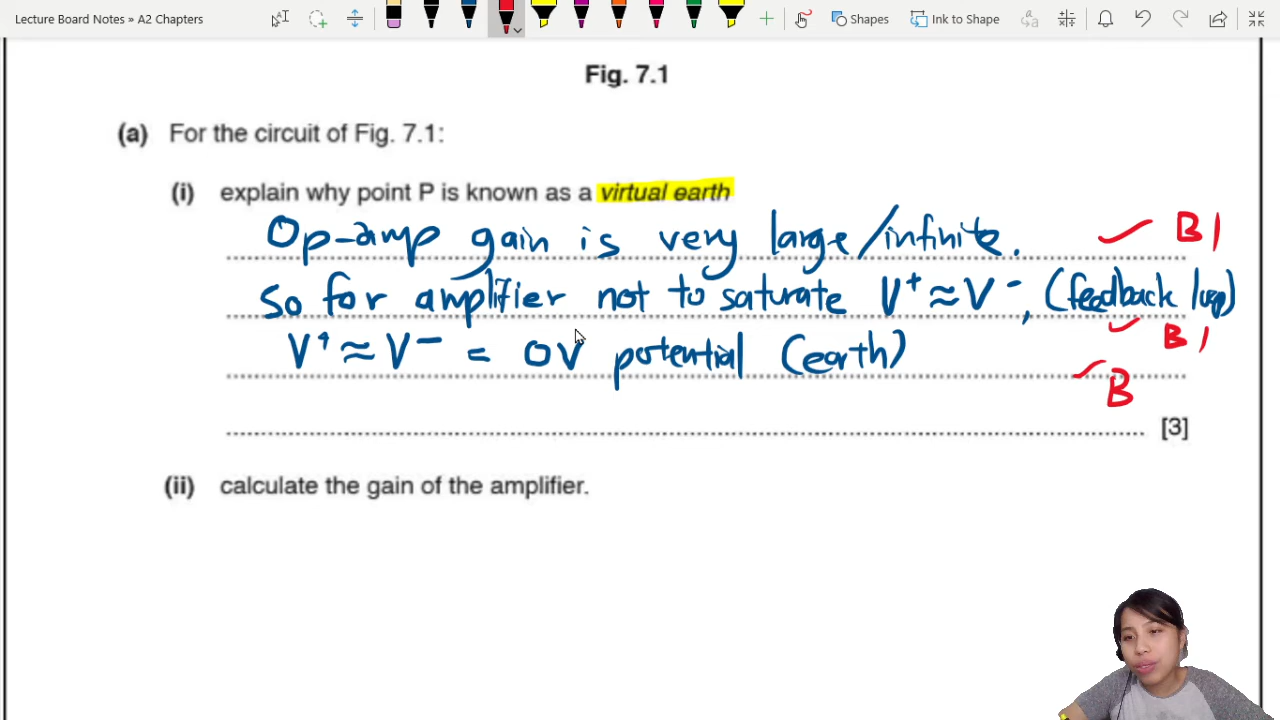 Lecture Board Notes » A2 Chapters
Shapes
Ink to Shape
Fig. 7.1
(a) For the circuit of Fig. 7.1:
(i) explain why point P is known as a virtual earth
Op-amp gain is very large/infinite. B1
So for amplifier not to saturate V⁺≈V⁻, (feedback loop)
B1
V⁺≈V⁻ = 0V potential (earth)
B
[3]
(ii) calculate the gain of the amplifier.